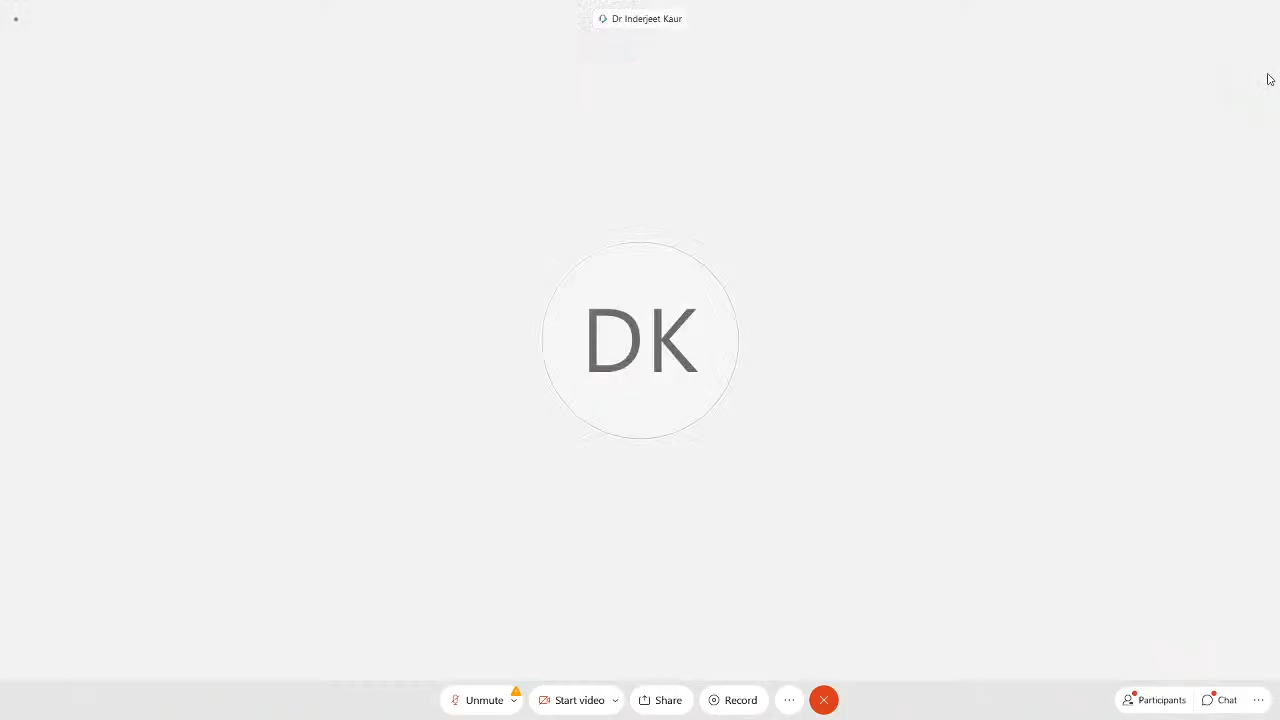 Dr Inderjeet Kaur
DK
Unmute
Start video
Share
Record
Participants
Chat